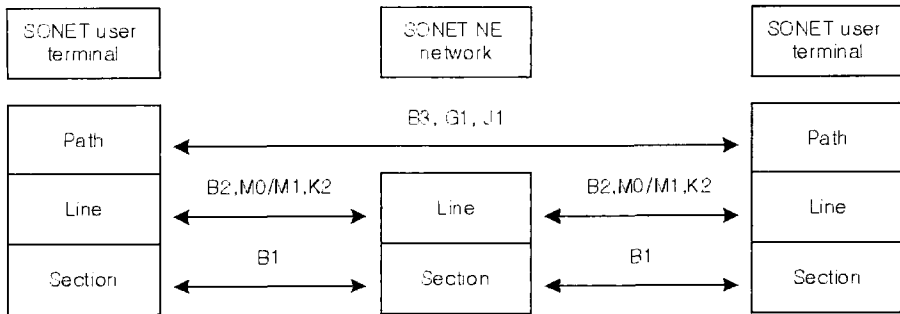 SONET user
terminal
SONET NE
network
SONET user
terminal
B3, G1, J1
Path
Path
B2,M0/M1,K2
B2,M0/M1,K2
Line
Line
Line
B1
B1
Section
Section
Section